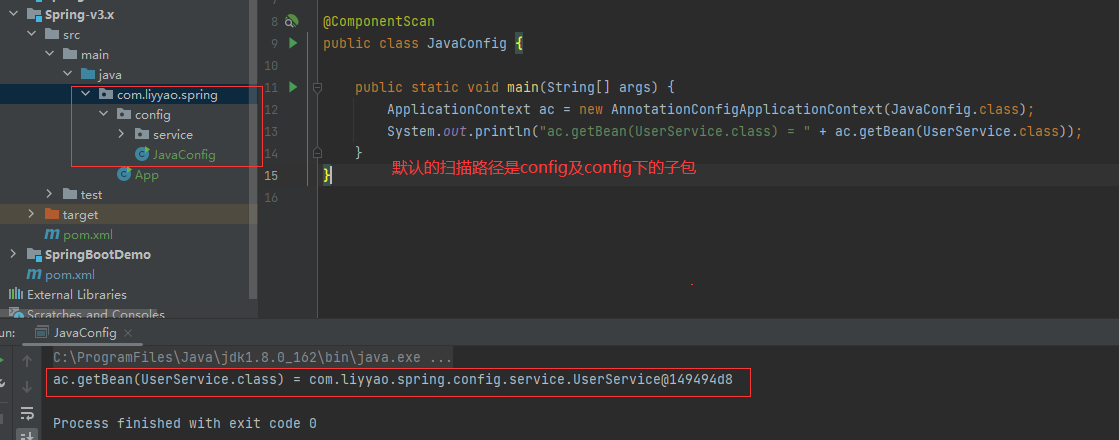 Spring-v3.x
src
main
java
com.liyyao.spring
config
service
JavaConfig
App
test
target
pom.xml
SpringBootDemo
pom.xml
External Libraries
Scratches and Consoles
8 @ComponentScan
9 public class JavaConfig {
10
11 public static void main(String[] args) {
12 ApplicationContext ac = new AnnotationConfigApplicationContext(JavaConfig.class);
13 System.out.println("ac.getBean(UserService.class) = " + ac.getBean(UserService.class));
14 }
默认的扫描路径是config及config下的子包
15 }
16
un: JavaConfig ×
C:\ProgramFiles\Java\jdk1.8.0_162\bin\java.exe ...
ac.getBean(UserService.class) = com.liyyao.spring.config.service.UserService@149494d8
Process finished with exit code 0